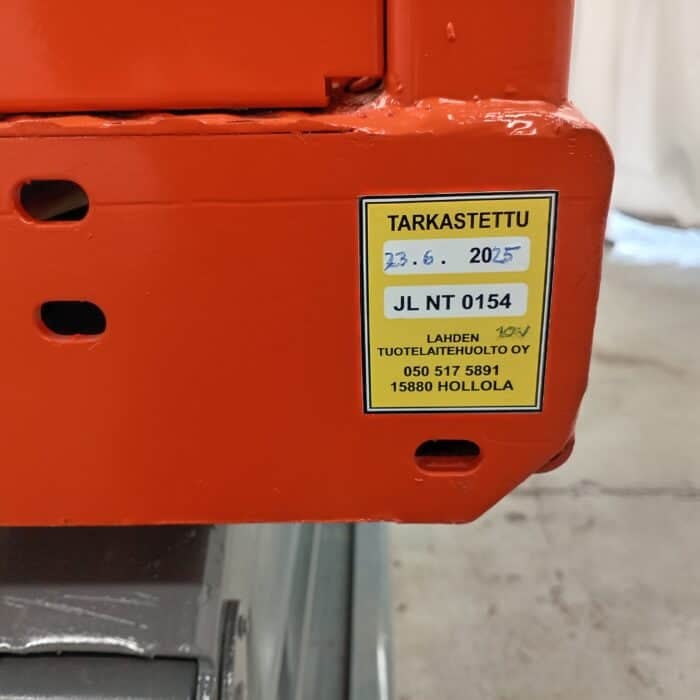 TARKASTETTU
23.6. 2025
JL NT 0154
10V
LAHDEN
TUOTELAITEHUOLTO OY
050 517 5891
15880 HOLLOLA